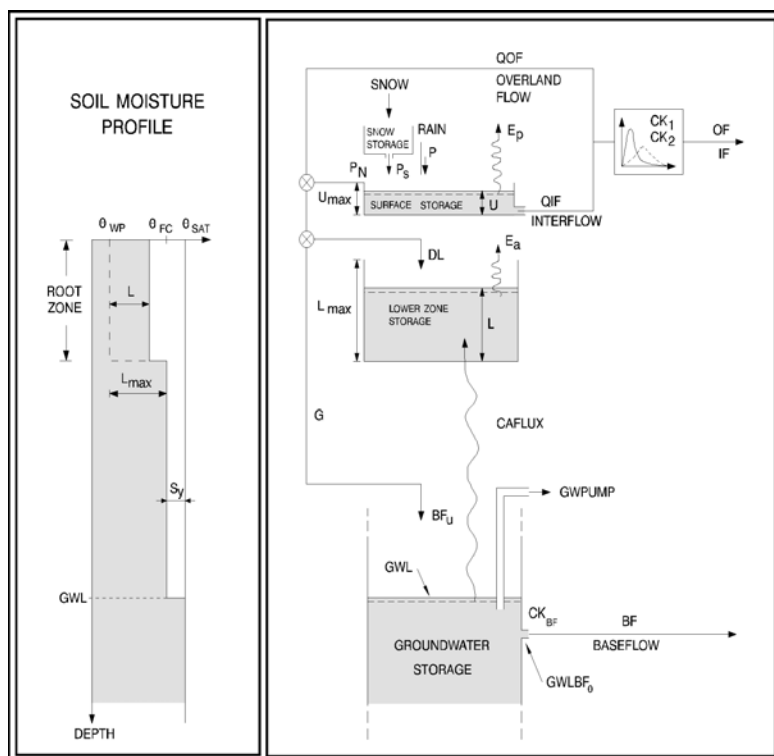 SOIL MOISTURE
PROFILE
θWP
θFC
θSAT
ROOT
ZONE
L
Lmax
Sy
GWL
DEPTH
QOF
OVERLAND
FLOW
SNOW
SNOW
STORAGE
RAIN
P
Ps
PN
Ep
Umax
SURFACE STORAGE
U
QIF
INTERFLOW
CK1
CK2
OF
IF
DL
Ea
Lmax
LOWER ZONE
STORAGE
L
G
CAFLUX
GWPUMP
BFu
GWL
CKBF
BF
BASEFLOW
GROUNDWATER
STORAGE
GWLBF0